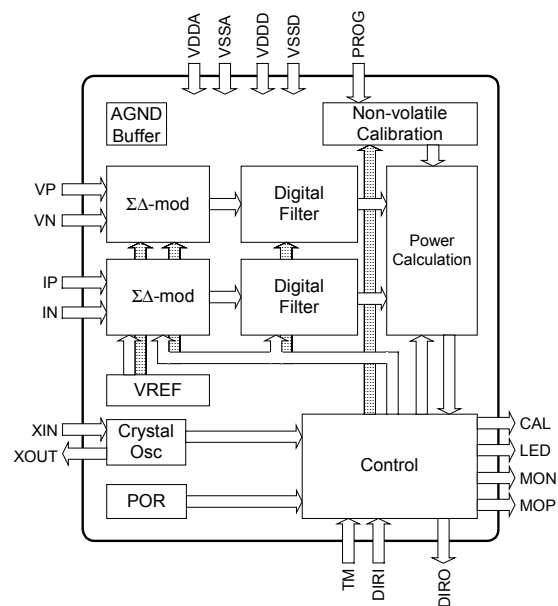 VDDA
VSSA
VDDD
VSSD
PROG
AGND
Buffer
Non-volatile
Calibration
VP
VN
ΣΔ-mod
Digital
Filter
Power
Calculation
IP
IN
ΣΔ-mod
Digital
Filter
VREF
XIN
XOUT
Crystal
Osc
Control
CAL
LED
MON
MOP
POR
TM
DIRI
DIRO